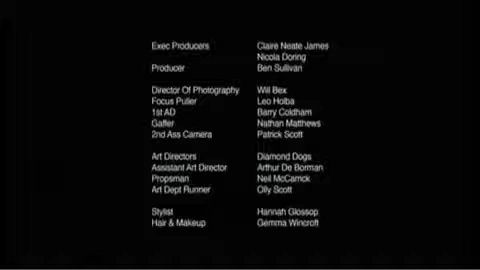 Exec Producers Claire Neate James
Nicola Doring
Producer Ben Sullivan
Director Of Photography Will Bex
Focus Puller Leo Holba
1st AD Barry Coldham
Gaffer Nathan Matthews
2nd Ass Camera Patrick Scott
Art Directors Diamond Dogs
Assistant Art Director Arthur De Borman
Propsman Neil McCamick
Art Dept Runner Olly Scott
Stylist Hannah Glossop
Hair & Makeup Gemma Wincroft